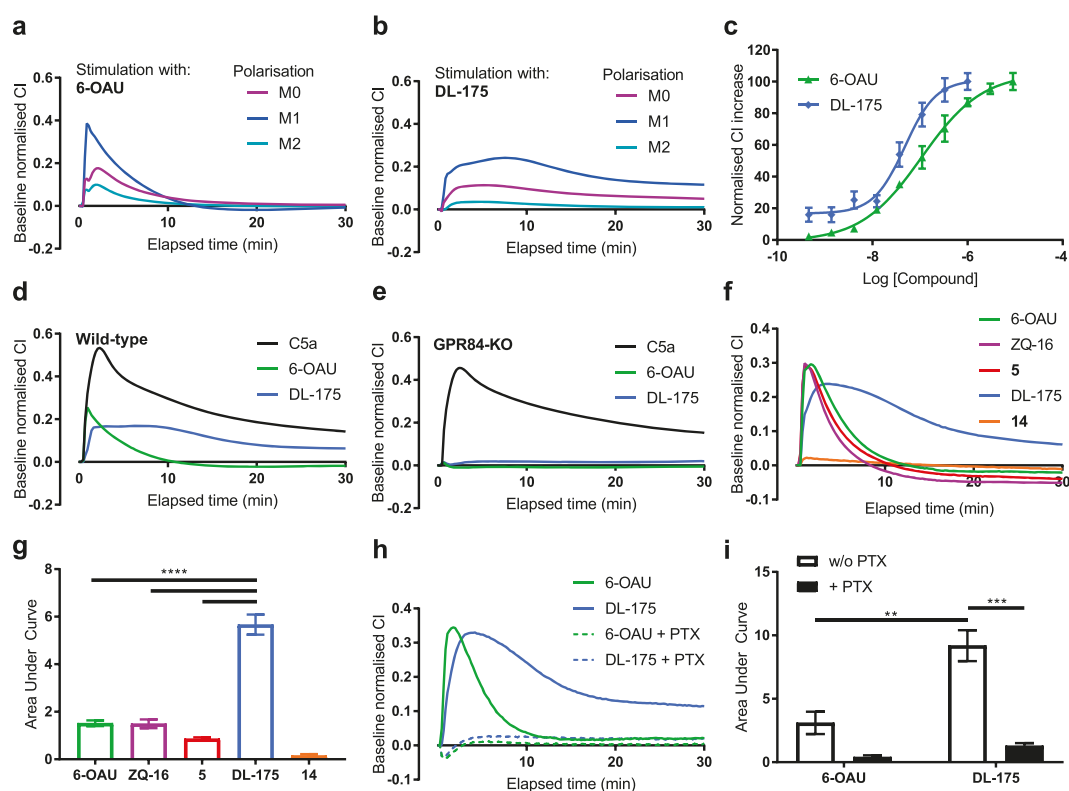 a
Stimulation with:
6-OAU
Polarisation
M0
M1
M2
Baseline normalised CI
0.6
0.4
0.2
0.0
-0.2
10
20
30
Elapsed time (min)
b
Stimulation with:
DL-175
Polarisation
M0
M1
M2
Baseline normalised CI
0.6
0.4
0.2
0.0
-0.2
10
20
30
Elapsed time (min)
c
6-OAU
DL-175
Normalised CI increase
120
100
80
60
40
20
0
-10
-8
-6
-4
Log [Compound]
d
Wild-type
C5a
6-OAU
DL-175
Baseline normalised CI
0.6
0.4
0.2
0.0
-0.2
10
20
30
Elapsed time (min)
e
GPR84-KO
C5a
6-OAU
DL-175
Baseline normalised CI
0.6
0.4
0.2
0.0
-0.2
10
20
30
Elapsed time (min)
f
6-OAU
ZQ-16
5
DL-175
14
Baseline normalised CI
0.4
0.3
0.2
0.1
0.0
-0.1
10
20
30
Elapsed time (min)
g
****
Area Under Curve
8
6
4
2
0
6-OAU
ZQ-16
5
DL-175
14
h
6-OAU
DL-175
6-OAU + PTX
DL-175 + PTX
Baseline normalised CI
0.4
0.3
0.2
0.1
0.0
-0.1
10
20
30
Elapsed time (min)
i
w/o PTX
+ PTX
**
***
Area Under Curve
15
10
5
0
6-OAU
DL-175